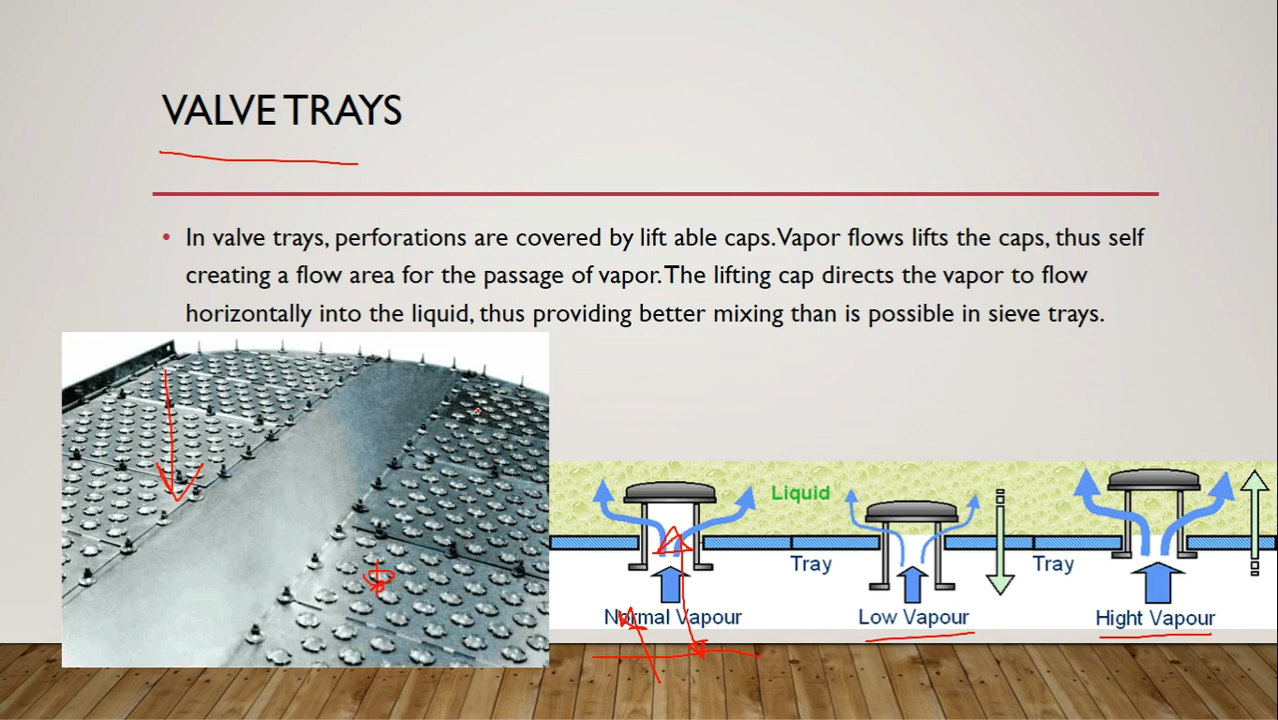 VALVE TRAYS
• In valve trays, perforations are covered by lift able caps. Vapor flows lifts the caps, thus self
creating a flow area for the passage of vapor. The lifting cap directs the vapor to flow
horizontally into the liquid, thus providing better mixing than is possible in sieve trays.
Liquid
Tray
Tray
Normal Vapour
Low Vapour
Hight Vapour